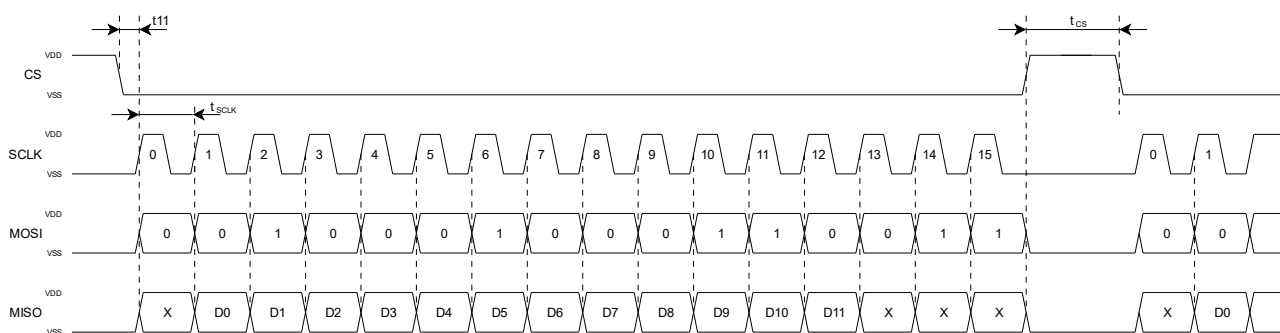 t11
t CS
VDD
CS
VSS
t SCLK
VDD
SCLK 0 1 2 3 4 5 6 7 8 9 10 11 12 13 14 15 0 1
VSS
VDD
MOSI 0 0 1 0 0 0 1 0 0 0 1 1 0 0 1 1 0 0
VSS
VDD
MISO X D0 D1 D2 D3 D4 D5 D6 D7 D8 D9 D10 D11 X X X X D0
VSS